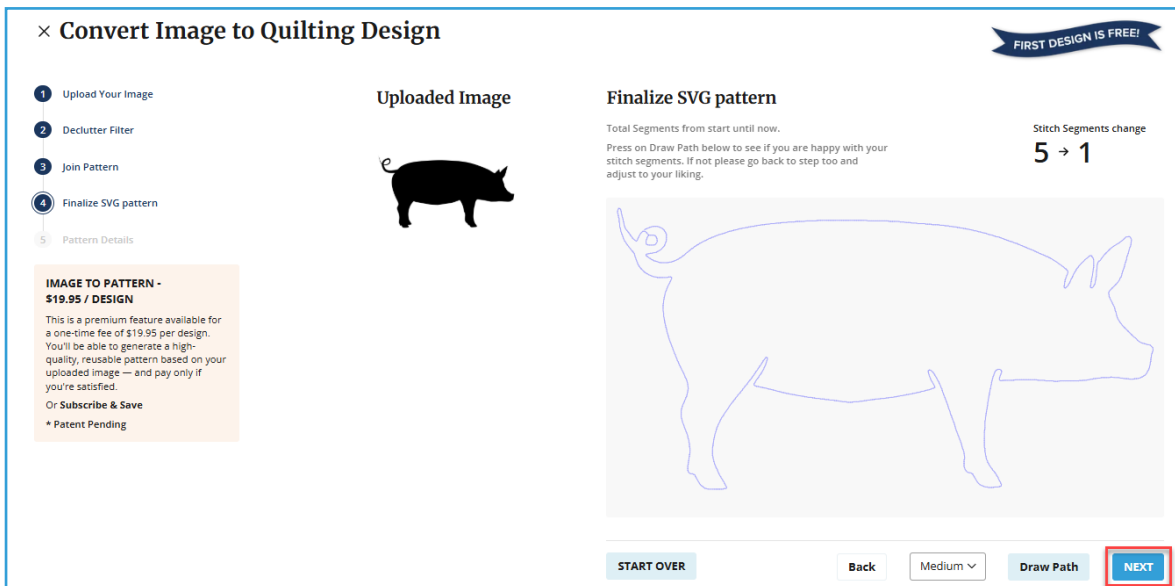 × Convert Image to Quilting Design
FIRST DESIGN IS FREE!
1 Upload Your Image
2 Declutter Filter
3 Join Pattern
4 Finalize SVG pattern
5 Pattern Details
IMAGE TO PATTERN -
$19.95 / DESIGN
This is a premium feature available for
a one-time fee of $19.95 per design.
You'll be able to generate a high-
quality, reusable pattern based on your
uploaded image — and pay only if
you're satisfied.
Or Subscribe & Save
* Patent Pending
Uploaded Image
Finalize SVG pattern
Total Segments from start until now.
Press on Draw Path below to see if you are happy with your
stitch segments. If not please go back to step too and
adjust to your liking.
Stitch Segments change
5 → 1
START OVER
Back
Medium
Draw Path
NEXT